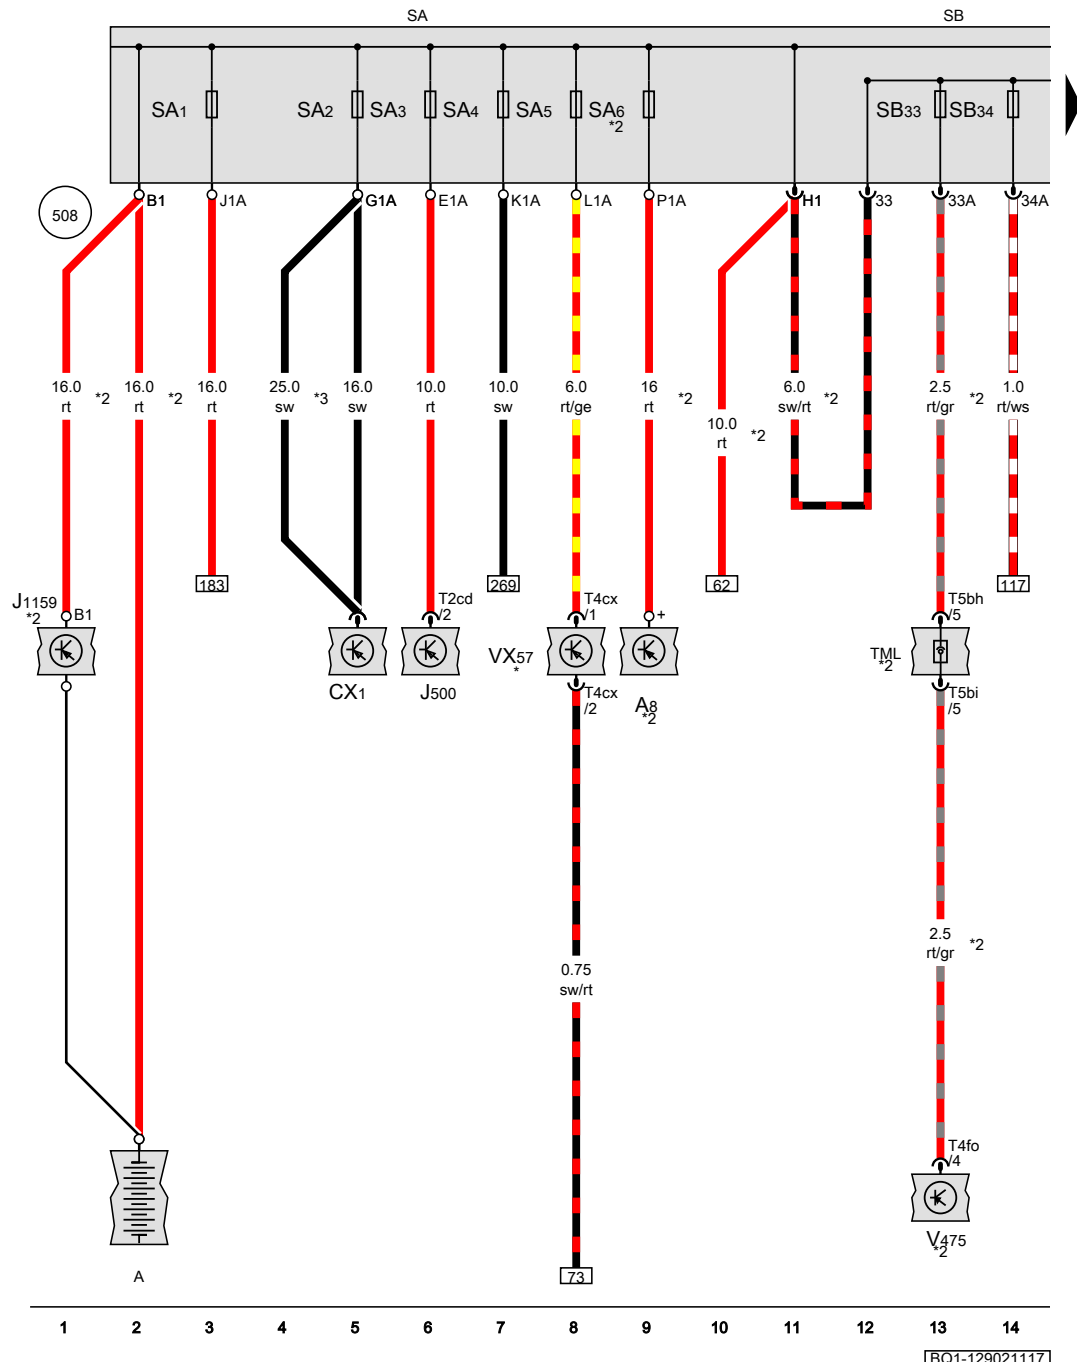 SA SB
SA1 SA2 SA3 SA4 SA5 SA6 SB33 SB34
*2
508 B1 J1A G1A E1A K1A L1A P1A H1 33 33A 34A
16.0 *2 16.0 *2 16.0 25.0 *3 16.0 10.0 10.0 6.0 16 *2 6.0 *2 2.5 *2 1.0
rt rt rt sw sw rt sw rt/ge rt sw/rt rt/gr rt/ws
10.0 *2
rt
183 269 62 117
J1159 T2cd T4cx T5bh
*2 B1 /2 /1 + /5
VX57 TML
* *2
CX1 J500 T4cx A8 T5bi
/2 *2 /5
2.5 *2
rt/gr
0.75
sw/rt
T4fo
/4
V475
*2
A 73
1 2 3 4 5 6 7 8 9 10 11 12 13 14
BQ1-129021117